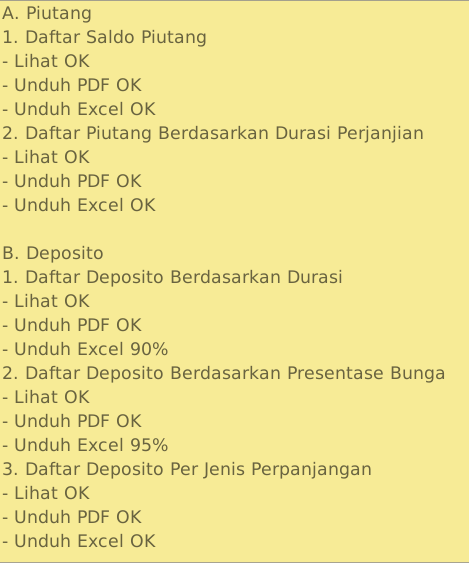 A. Piutang
1. Daftar Saldo Piutang
- Lihat OK
- Unduh PDF OK
- Unduh Excel OK
2. Daftar Piutang Berdasarkan Durasi Perjanjian
- Lihat OK
- Unduh PDF OK
- Unduh Excel OK
B. Deposito
1. Daftar Deposito Berdasarkan Durasi
- Lihat OK
- Unduh PDF OK
- Unduh Excel 90%
2. Daftar Deposito Berdasarkan Presentase Bunga
- Lihat OK
- Unduh PDF OK
- Unduh Excel 95%
3. Daftar Deposito Per Jenis Perpanjangan
- Lihat OK
- Unduh PDF OK
- Unduh Excel OK